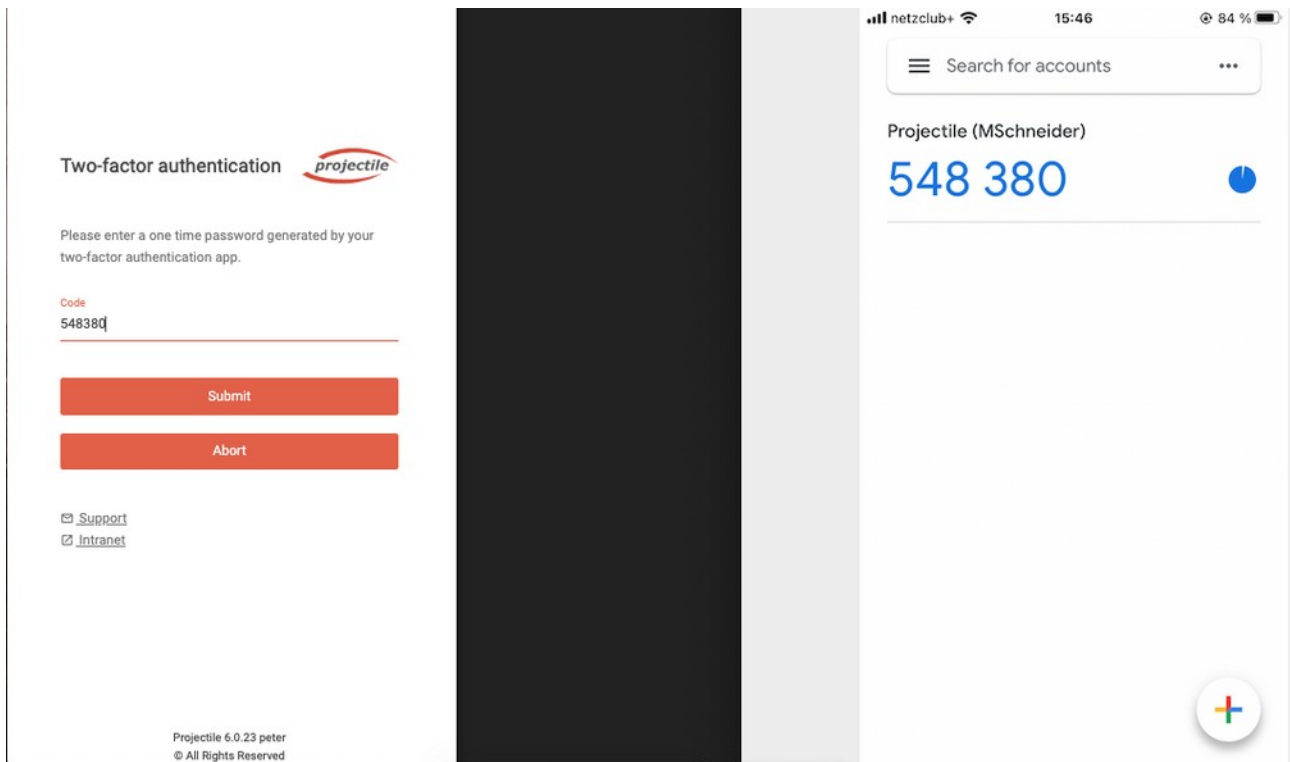 Two-factor authentication
projectile
Please enter a one time password generated by your
two-factor authentication app.
Code
548380
Submit
Abort
Support
Intranet
Projectile 6.0.23 peter
© All Rights Reserved
netzclub+ 15:46 84 %
Search for accounts
Projectile (MSchneider)
548 380